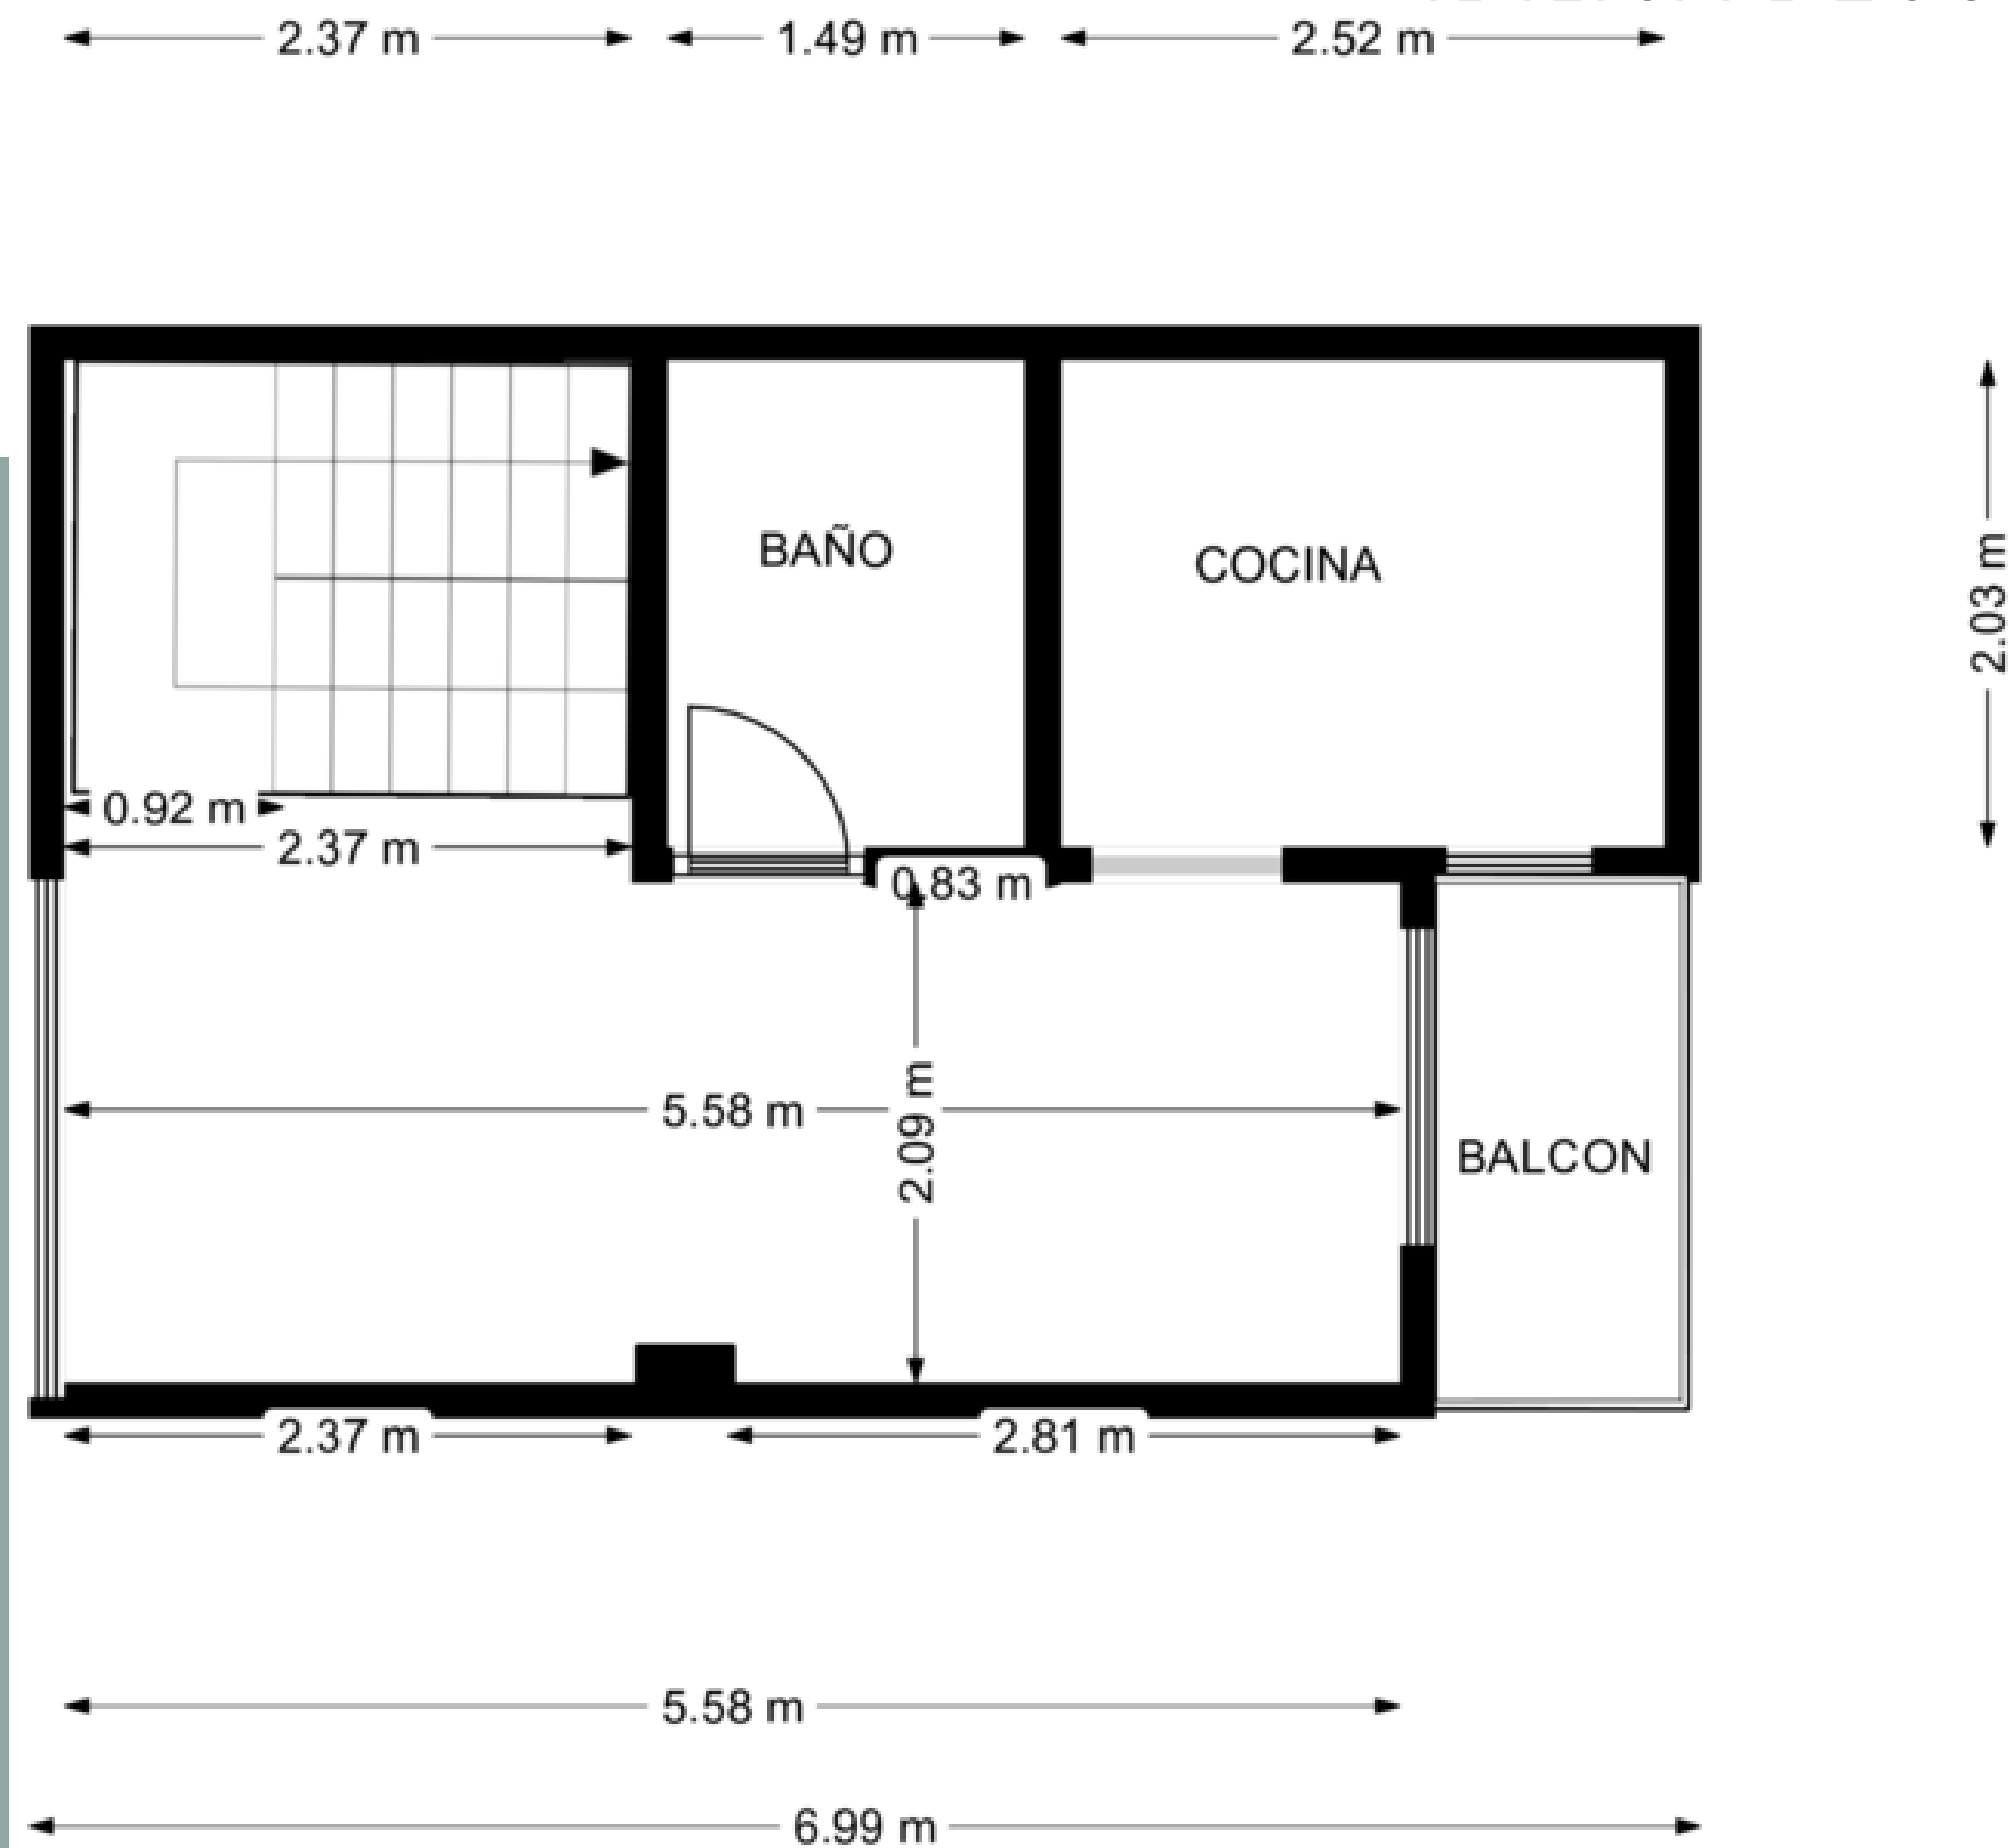 2.37 m 1.49 m 2.52 m
BAÑO
COCINA
2.03 m
0.92 m
2.37 m
0.83 m
5.58 m
2.09 m
BALCON
2.37 m 2.81 m
5.58 m
6.99 m